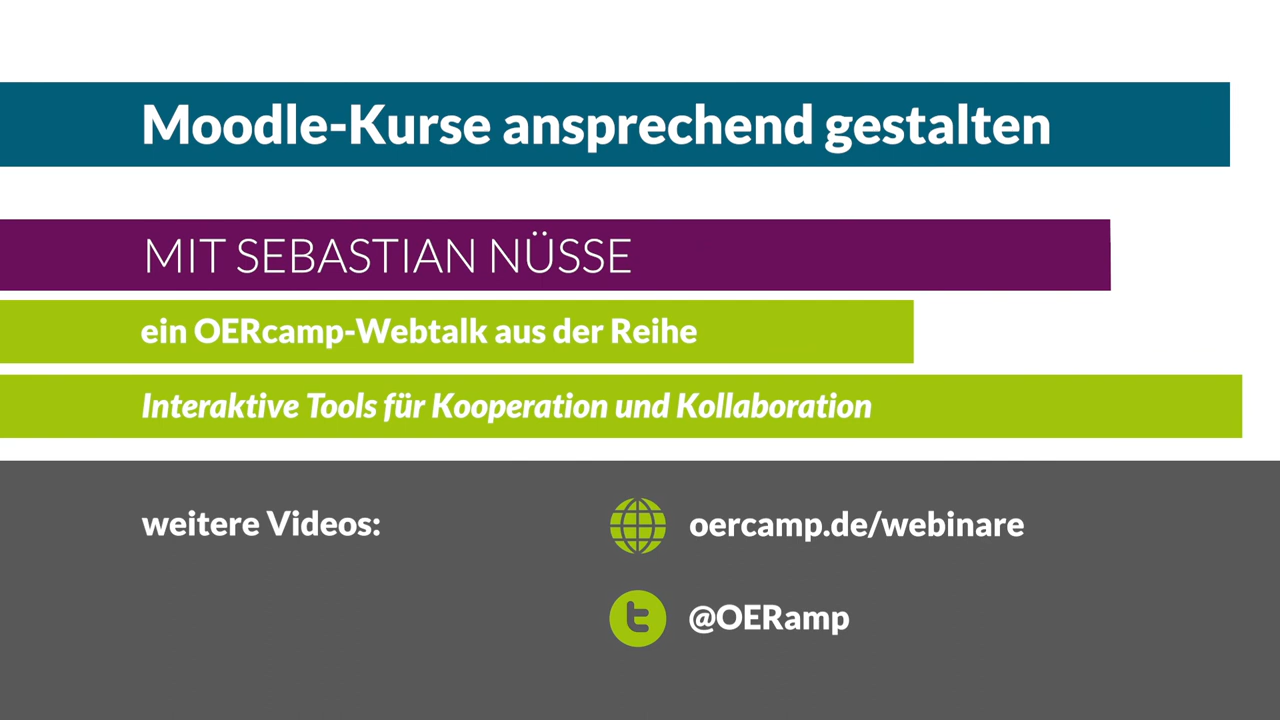 Moodle-Kurse ansprechend gestalten
MIT SEBASTIAN NÜSSE
ein OERcamp-Webtalk aus der Reihe
Interaktive Tools für Kooperation und Kollaboration
weitere Videos:
oercamp.de/webinare
@OERamp